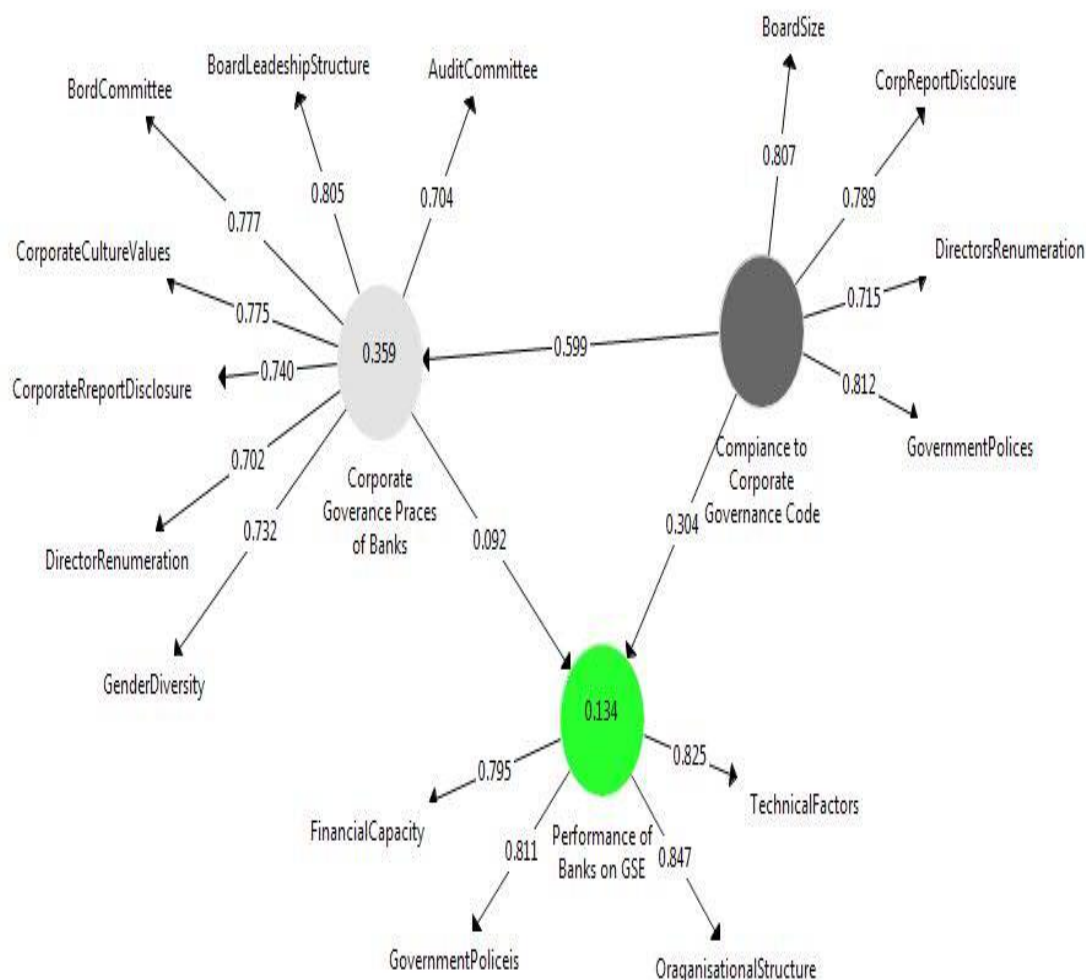 BoardSize
BoardLeadeshipStructure
AuditCommittee
BordCommittee
CorpReportDisclosure
0.807
0.805
0.704
0.789
0.777
CorporateCultureValues
DirectorsRenumeration
0.775
0.715
0.359
0.599
0.740
CorporateRreportDisclosure
0.812
GovernmentPolices
0.702
Corporate
Goverance Praces
of Banks
Compiance to
Corporate
Governance Code
0.732
0.092
0.304
DirectorRenumeration
GenderDiversity
0.134
0.795
0.825
FinancialCapacity
TechnicalFactors
0.811
Performance of
Banks on GSE
0.847
GovernmentPoliceis
OraganisationalStructure